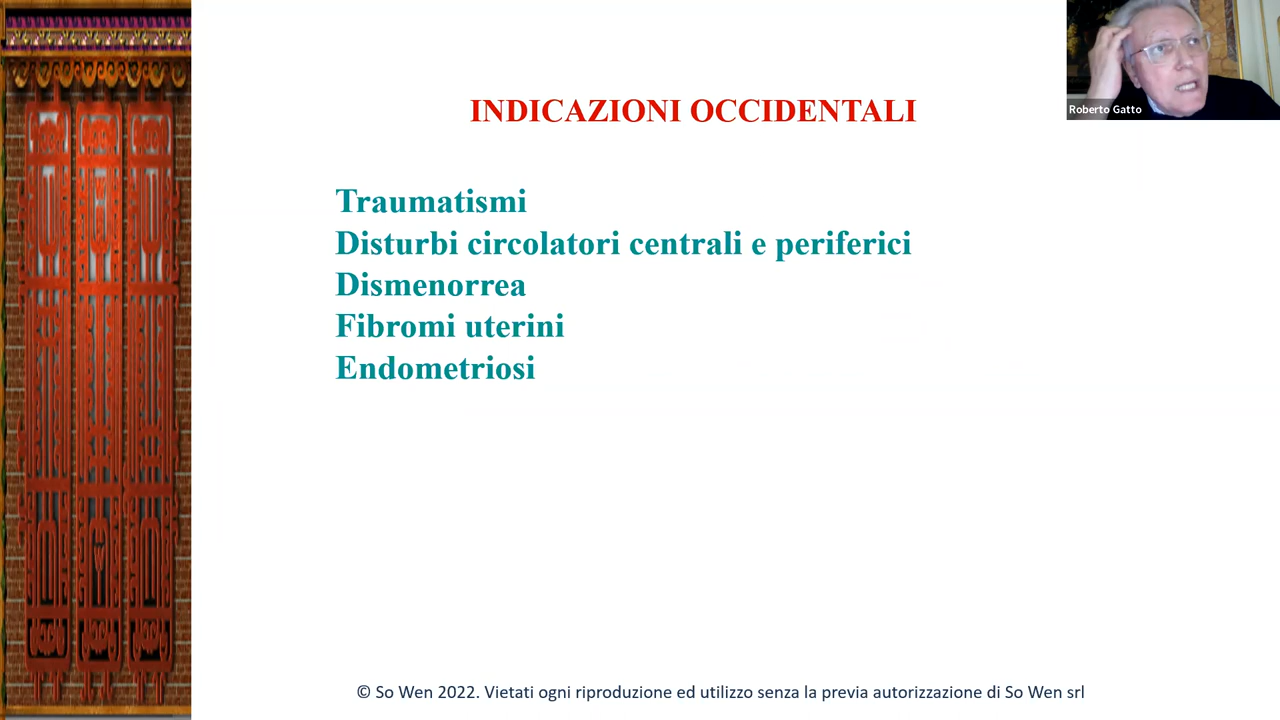 INDICAZIONI OCCIDENTALI
Roberto Gatto
Traumatismi
Disturbi circolatori centrali e periferici
Dismenorrea
Fibromi uterini
Endometriosi
© So Wen 2022. Vietati ogni riproduzione ed utilizzo senza la previa autorizzazione di So Wen srl